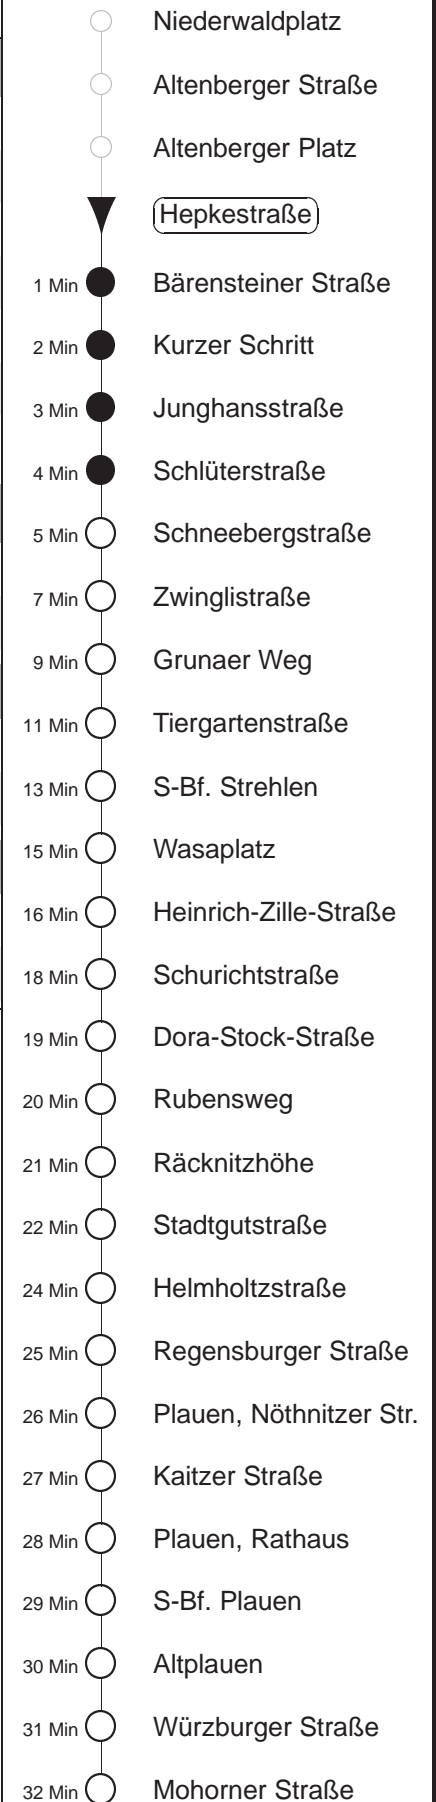 Niederwaldplatz
Altenberger Straße
Altenberger Platz
Hepkestraße
1 Min Bärensteiner Straße
2 Min Kurzer Schritt
3 Min Junghansstraße
4 Min Schlüterstraße
5 Min Schneebergstraße
7 Min Zwinglistraße
9 Min Grunaer Weg
11 Min Tiergartenstraße
13 Min S-Bf. Strehlen
15 Min Wasaplatz
16 Min Heinrich-Zille-Straße
18 Min Schurichtstraße
19 Min Dora-Stock-Straße
20 Min Rubensweg
21 Min Räcknitzhöhe
22 Min Stadtgutstraße
24 Min Helmholtzstraße
25 Min Regensburger Straße
26 Min Plauen, Nöthnitzer Str.
27 Min Kaitzer Straße
28 Min Plauen, Rathaus
29 Min S-Bf. Plauen
30 Min Altplauen
31 Min Würzburger Straße
32 Min Mohorner Straße